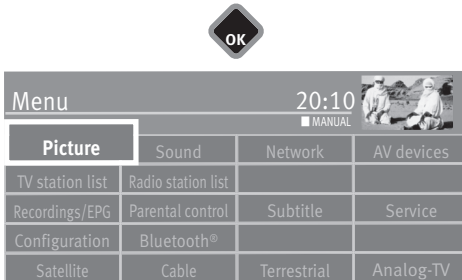 OK
Menu 20:10
MANUAL
Picture Sound Network AV devices
TV station list Radio station list
Recordings/EPG Parental control Subtitle Service
Configuration Bluetooth®
Satellite Cable Terrestrial Analog-TV